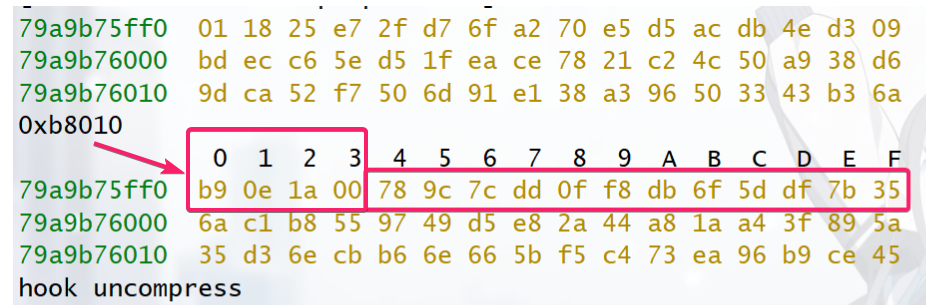 79a9b75ff0 01 18 25 e7 2f d7 6f a2 70 e5 d5 ac db 4e d3 09
79a9b76000 bd ec c6 5e d5 1f ea ce 78 21 c2 4c 50 a9 38 d6
79a9b76010 9d ca 52 f7 50 6d 91 e1 38 a3 96 50 33 43 b3 6a
0xb8010
0 1 2 3 4 5 6 7 8 9 A B C D E F
79a9b75ff0 b9 0e 1a 00 78 9c 7c dd 0f f8 db 6f 5d df 7b 35
79a9b76000 6a c1 b8 55 97 49 d5 e8 2a 44 a8 1a a4 3f 89 5a
79a9b76010 35 d3 6e cb b6 6e 66 5b f5 c4 73 ea 96 b9 ce 45
hook uncompress